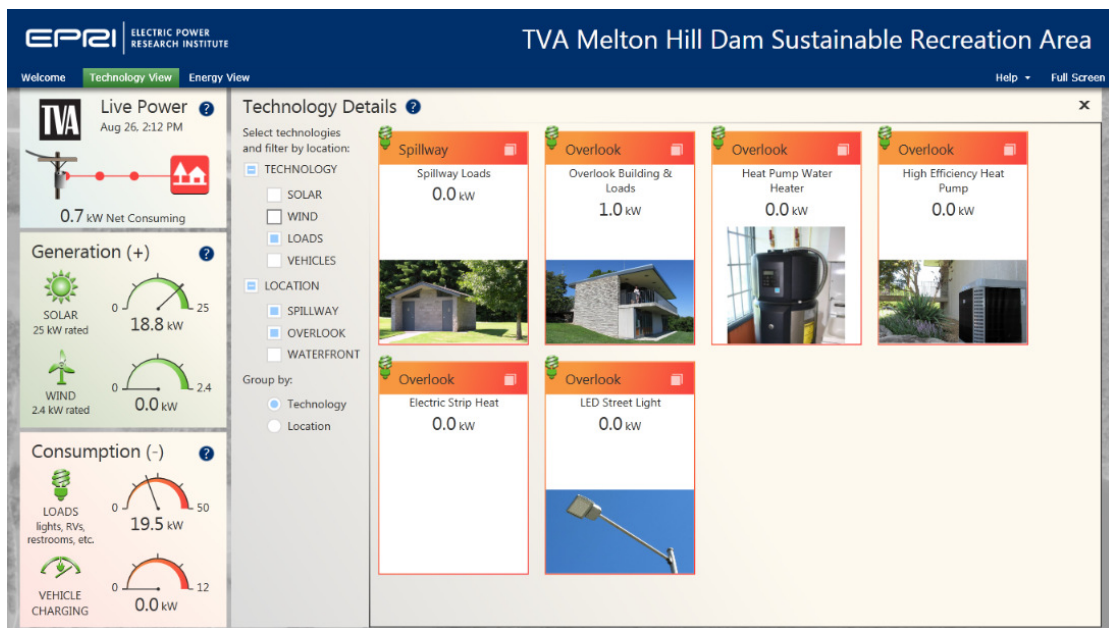 EPRI
ELECTRIC POWER
RESEARCH INSTITUTE
TVA Melton Hill Dam Sustainable Recreation Area
Welcome
Technology View
Energy View
Help
Full Screen
TVA
Live Power ?
Aug 26, 2:12 PM
0.7 kW Net Consuming
Generation (+) ?
SOLAR
25 kW rated
0
25
18.8 kW
WIND
2.4 kW rated
0
2.4
0.0 kW
Consumption (-) ?
LOADS
lights, RVs,
restrooms, etc.
0
50
19.5 kW
VEHICLE
CHARGING
0
12
0.0 kW
Technology Details ?
x
Select technologies
and filter by location:
TECHNOLOGY
SOLAR
WIND
LOADS
VEHICLES
LOCATION
SPILLWAY
OVERLOOK
WATERFRONT
Group by:
Technology
Location
Spillway
Spillway Loads
0.0 kW
Overlook
Overlook Building &
Loads
1.0 kW
Overlook
Heat Pump Water
Heater
0.0 kW
Overlook
High Efficiency Heat
Pump
0.0 kW
Overlook
Electric Strip Heat
0.0 kW
Overlook
LED Street Light
0.0 kW